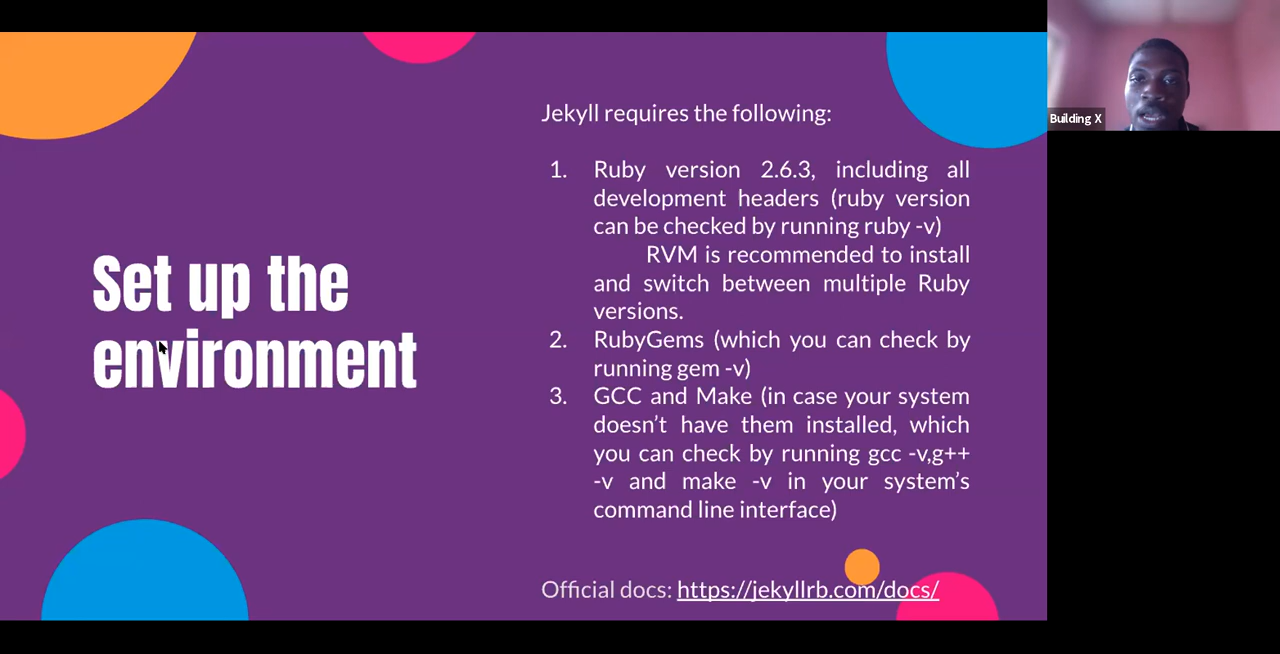 Set up the
environment
Jekyll requires the following:
1. Ruby version 2.6.3, including all
development headers (ruby version
can be checked by running ruby -v)
RVM is recommended to install
and switch between multiple Ruby
versions.
2. RubyGems (which you can check by
running gem -v)
3. GCC and Make (in case your system
doesn’t have them installed, which
you can check by running gcc -v,g++
-v and make -v in your system’s
command line interface)
Official docs: https://jekyllrb.com/docs/
Building X